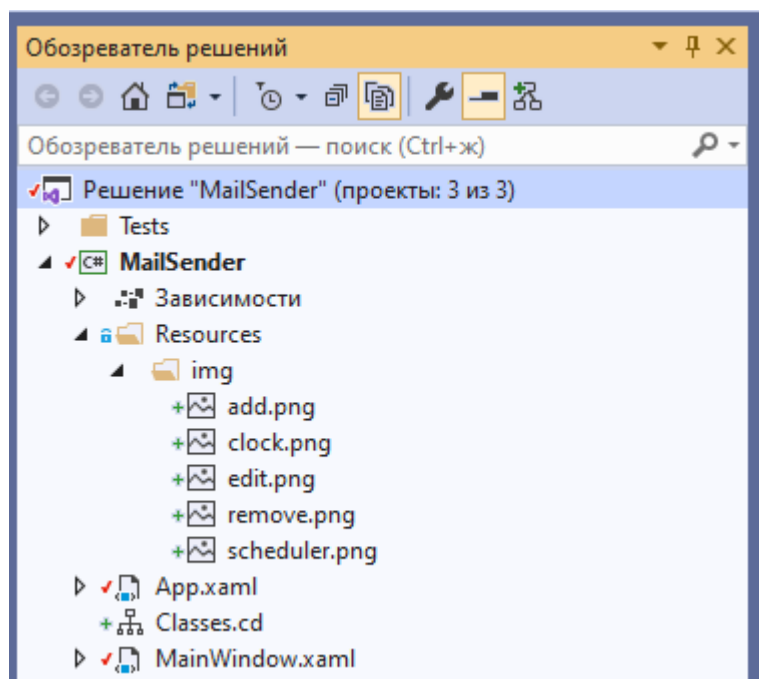 Обозреватель решений
Обозреватель решений — поиск (Ctrl+ж)
Решение "MailSender" (проекты: 3 из 3)
Tests
C# MailSender
Зависимости
Resources
img
add.png
clock.png
edit.png
remove.png
scheduler.png
App.xaml
Classes.cd
MainWindow.xaml